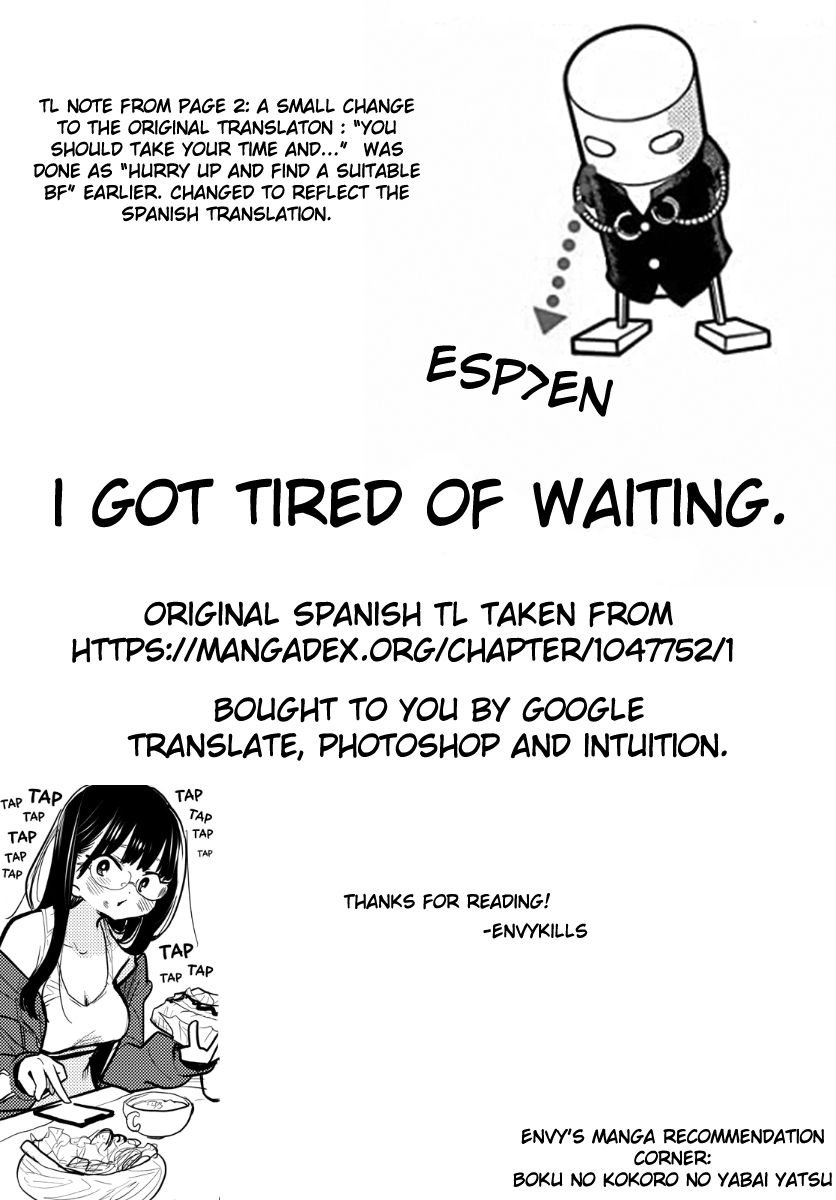 TL NOTE FROM PAGE 2: A SMALL CHANGE
TO THE ORIGINAL TRANSLATON : "YOU
SHOULD TAKE YOUR TIME AND..." WAS
DONE AS "HURRY UP AND FIND A SUITABLE
BF" EARLIER. CHANGED TO REFLECT THE
SPANISH TRANSLATION.
ESP>EN
I GOT TIRED OF WAITING.
ORIGINAL SPANISH TL TAKEN FROM
HTTPS://MANGADEX.ORG/CHAPTER/1047752/1
BOUGHT TO YOU BY GOOGLE
TRANSLATE, PHOTOSHOP AND INTUITION.
TAP TAP TAP
TAP TAP
TAP TAP
TAP TAP
TAP
TAP
TAP TAP
THANKS FOR READING!
-ENVYKILLS
ENVY'S MANGA RECOMMENDATION
CORNER:
BOKU NO KOKORO NO YABAI YATSU